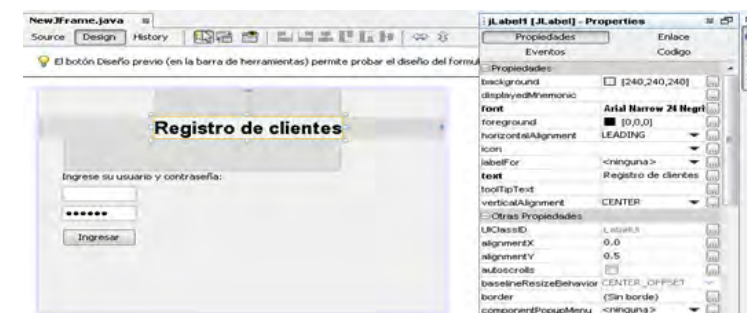 NewJFrame.java
Source Design History
El botón Diseño previo (en la barra de herramientas) permite probar el diseño del formul
Registro de clientes
Ingrese su usuario y contraseña:
••••••
Ingresar
jLabel1 [JLabel] - Properties
Propiedades Enlace
Eventos Codigo
Propiedades
background [240,240,240]
displayedMnemonic
font Arial Narrow 24 Negri
foreground [0,0,0]
horizontalAlignment LEADING
icon
labelFor <ninguna>
text Registro de clientes
toolTipText
verticalAlignment CENTER
Otras Propiedades
UIClassID LabelUI
alignmentX 0.0
alignmentY 0.5
autoscrolls
baselineResizeBehavior CENTER_OFFSET
border (Sin borde)
componentPopupMenu <ninguna>